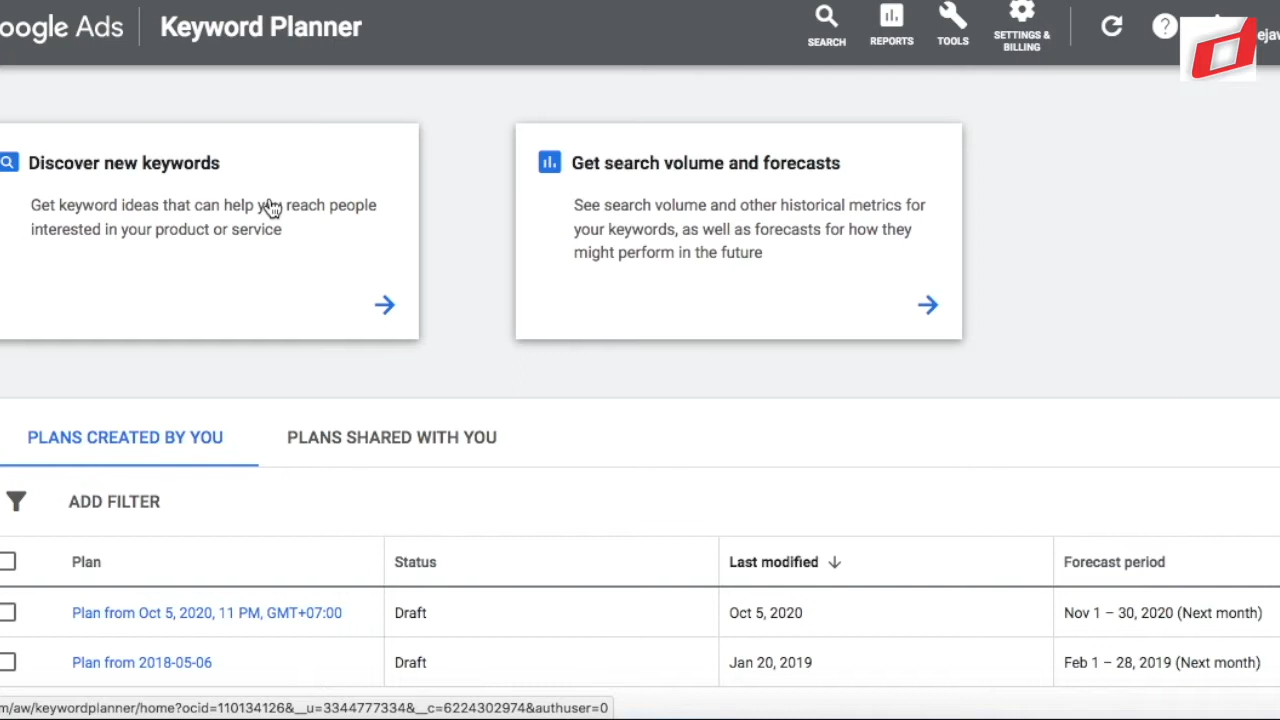 oogle Ads
Keyword Planner
SEARCH
REPORTS
TOOLS
SETTINGS &
BILLING
?
Discover new keywords
Get keyword ideas that can help you reach people
interested in your product or service
Get search volume and forecasts
See search volume and other historical metrics for
your keywords, as well as forecasts for how they
might perform in the future
PLANS CREATED BY YOU
PLANS SHARED WITH YOU
ADD FILTER
Plan
Status
Last modified
Forecast period
Plan from Oct 5, 2020, 11 PM, GMT+07:00
Draft
Oct 5, 2020
Nov 1 – 30, 2020 (Next month)
Plan from 2018-05-06
Draft
Jan 20, 2019
Feb 1 – 28, 2019 (Next month)
m/aw/keywordplanner/home?ocid=110134126&__u=3344777334&__c=6224302974&authuser=0